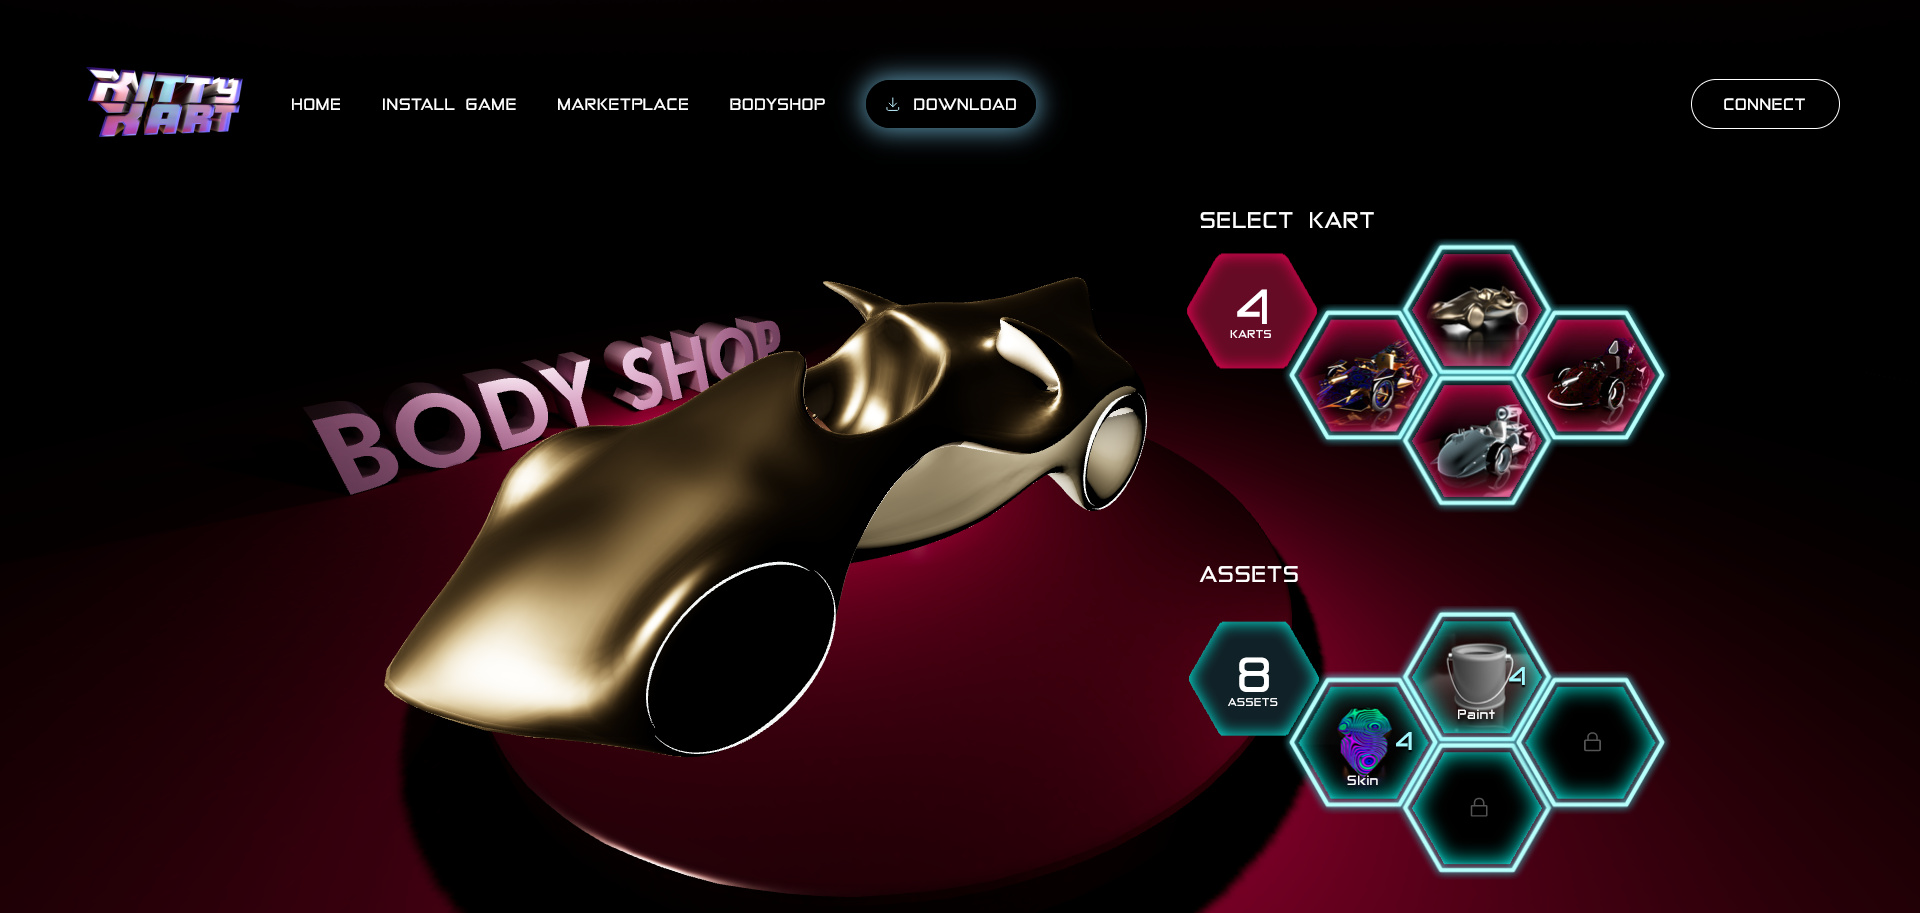 KITTY
KART
HOME
INSTALL GAME
MARKETPLACE
BODYSHOP
DOWNLOAD
CONNECT
BODY SHOP
SELECT KART
4
KARTS
ASSETS
8
ASSETS
4
Paint
4
Skin